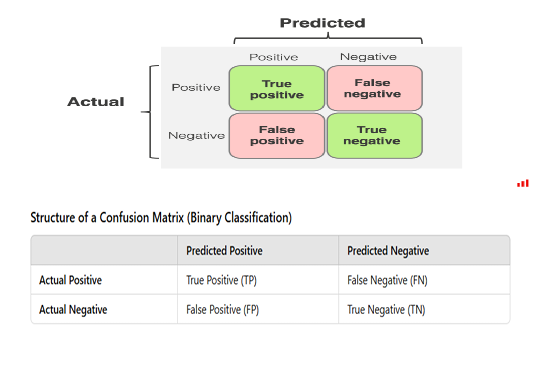 Predicted
Positive Negative
Actual
Positive
True positive
False negative
Negative
False positive
True negative
Structure of a Confusion Matrix (Binary Classification)
Predicted Positive Predicted Negative
Actual Positive True Positive (TP) False Negative (FN)
Actual Negative False Positive (FP) True Negative (TN)